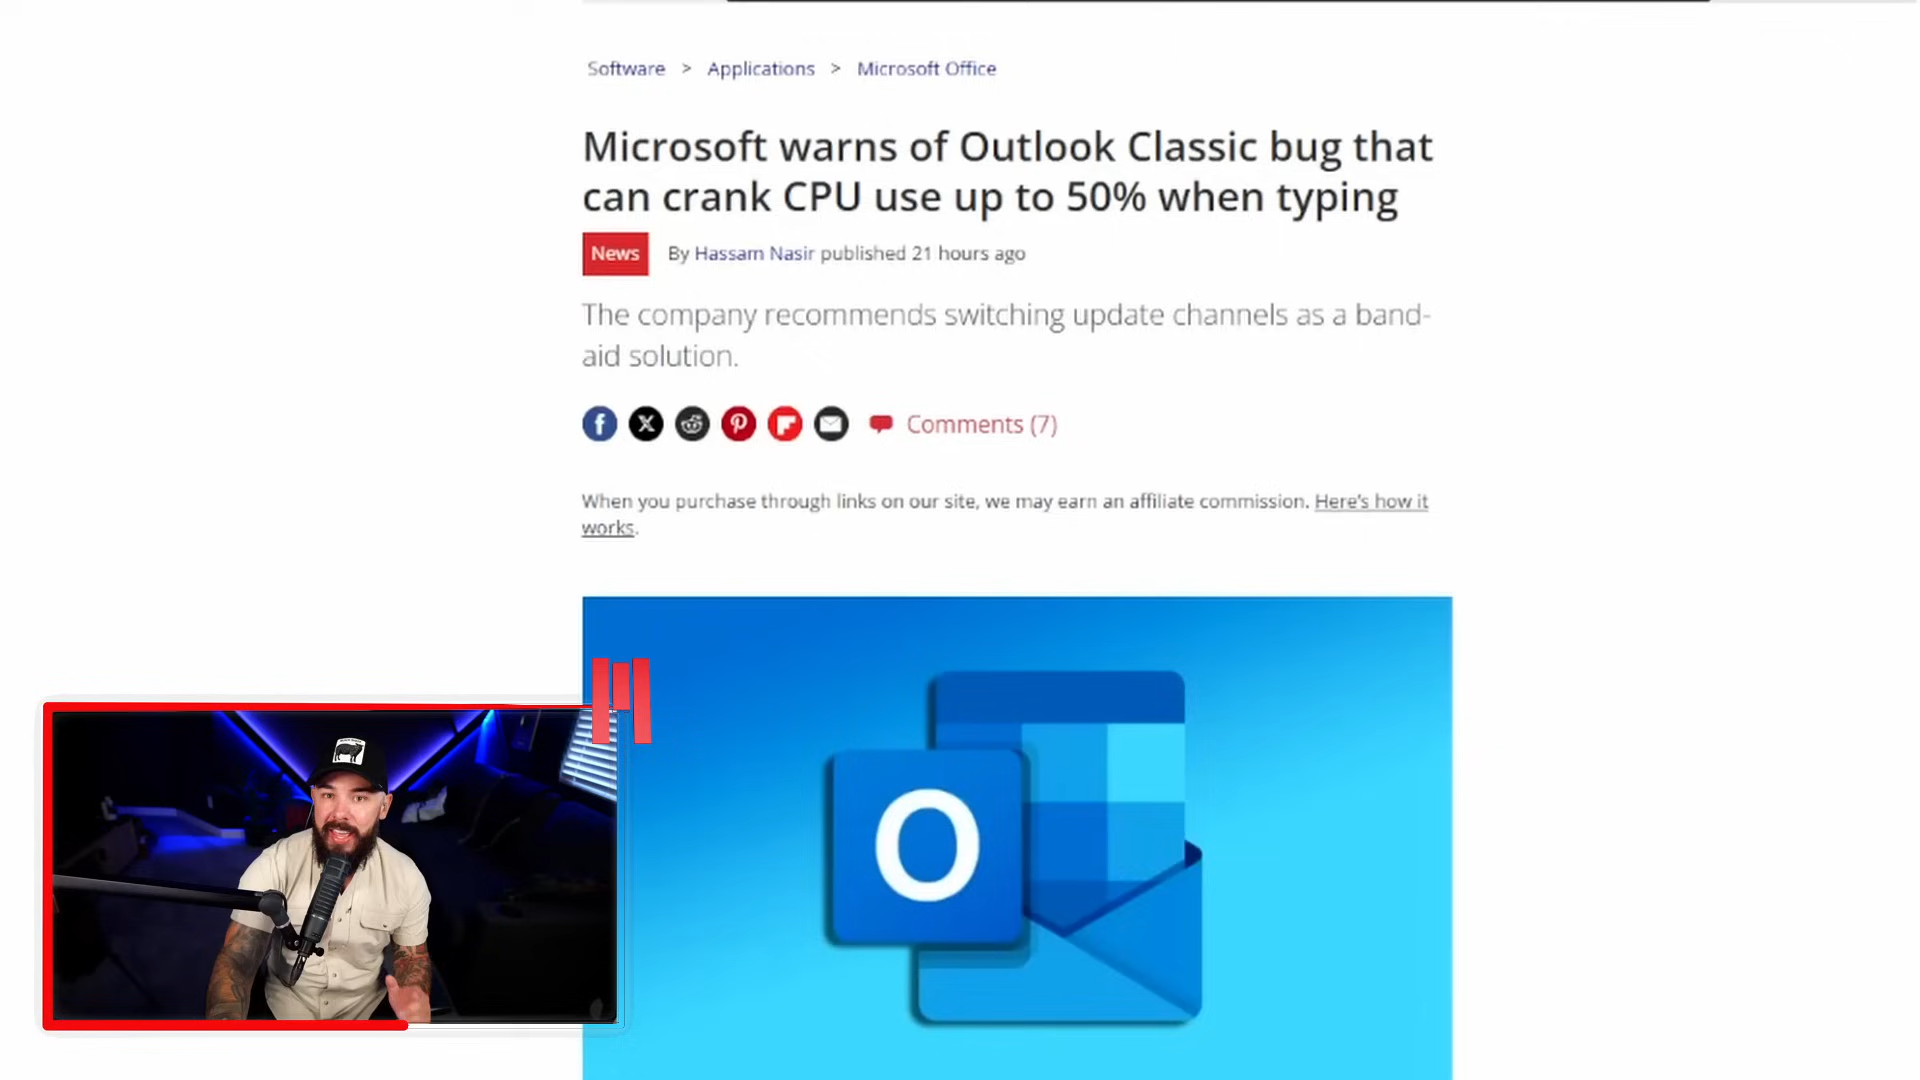 Software > Applications > Microsoft Office
Microsoft warns of Outlook Classic bug that
can crank CPU use up to 50% when typing
News By Hassam Nasir published 21 hours ago
The company recommends switching update channels as a band-
aid solution.
Comments (7)
When you purchase through links on our site, we may earn an affiliate commission. Here's how it
works.
O